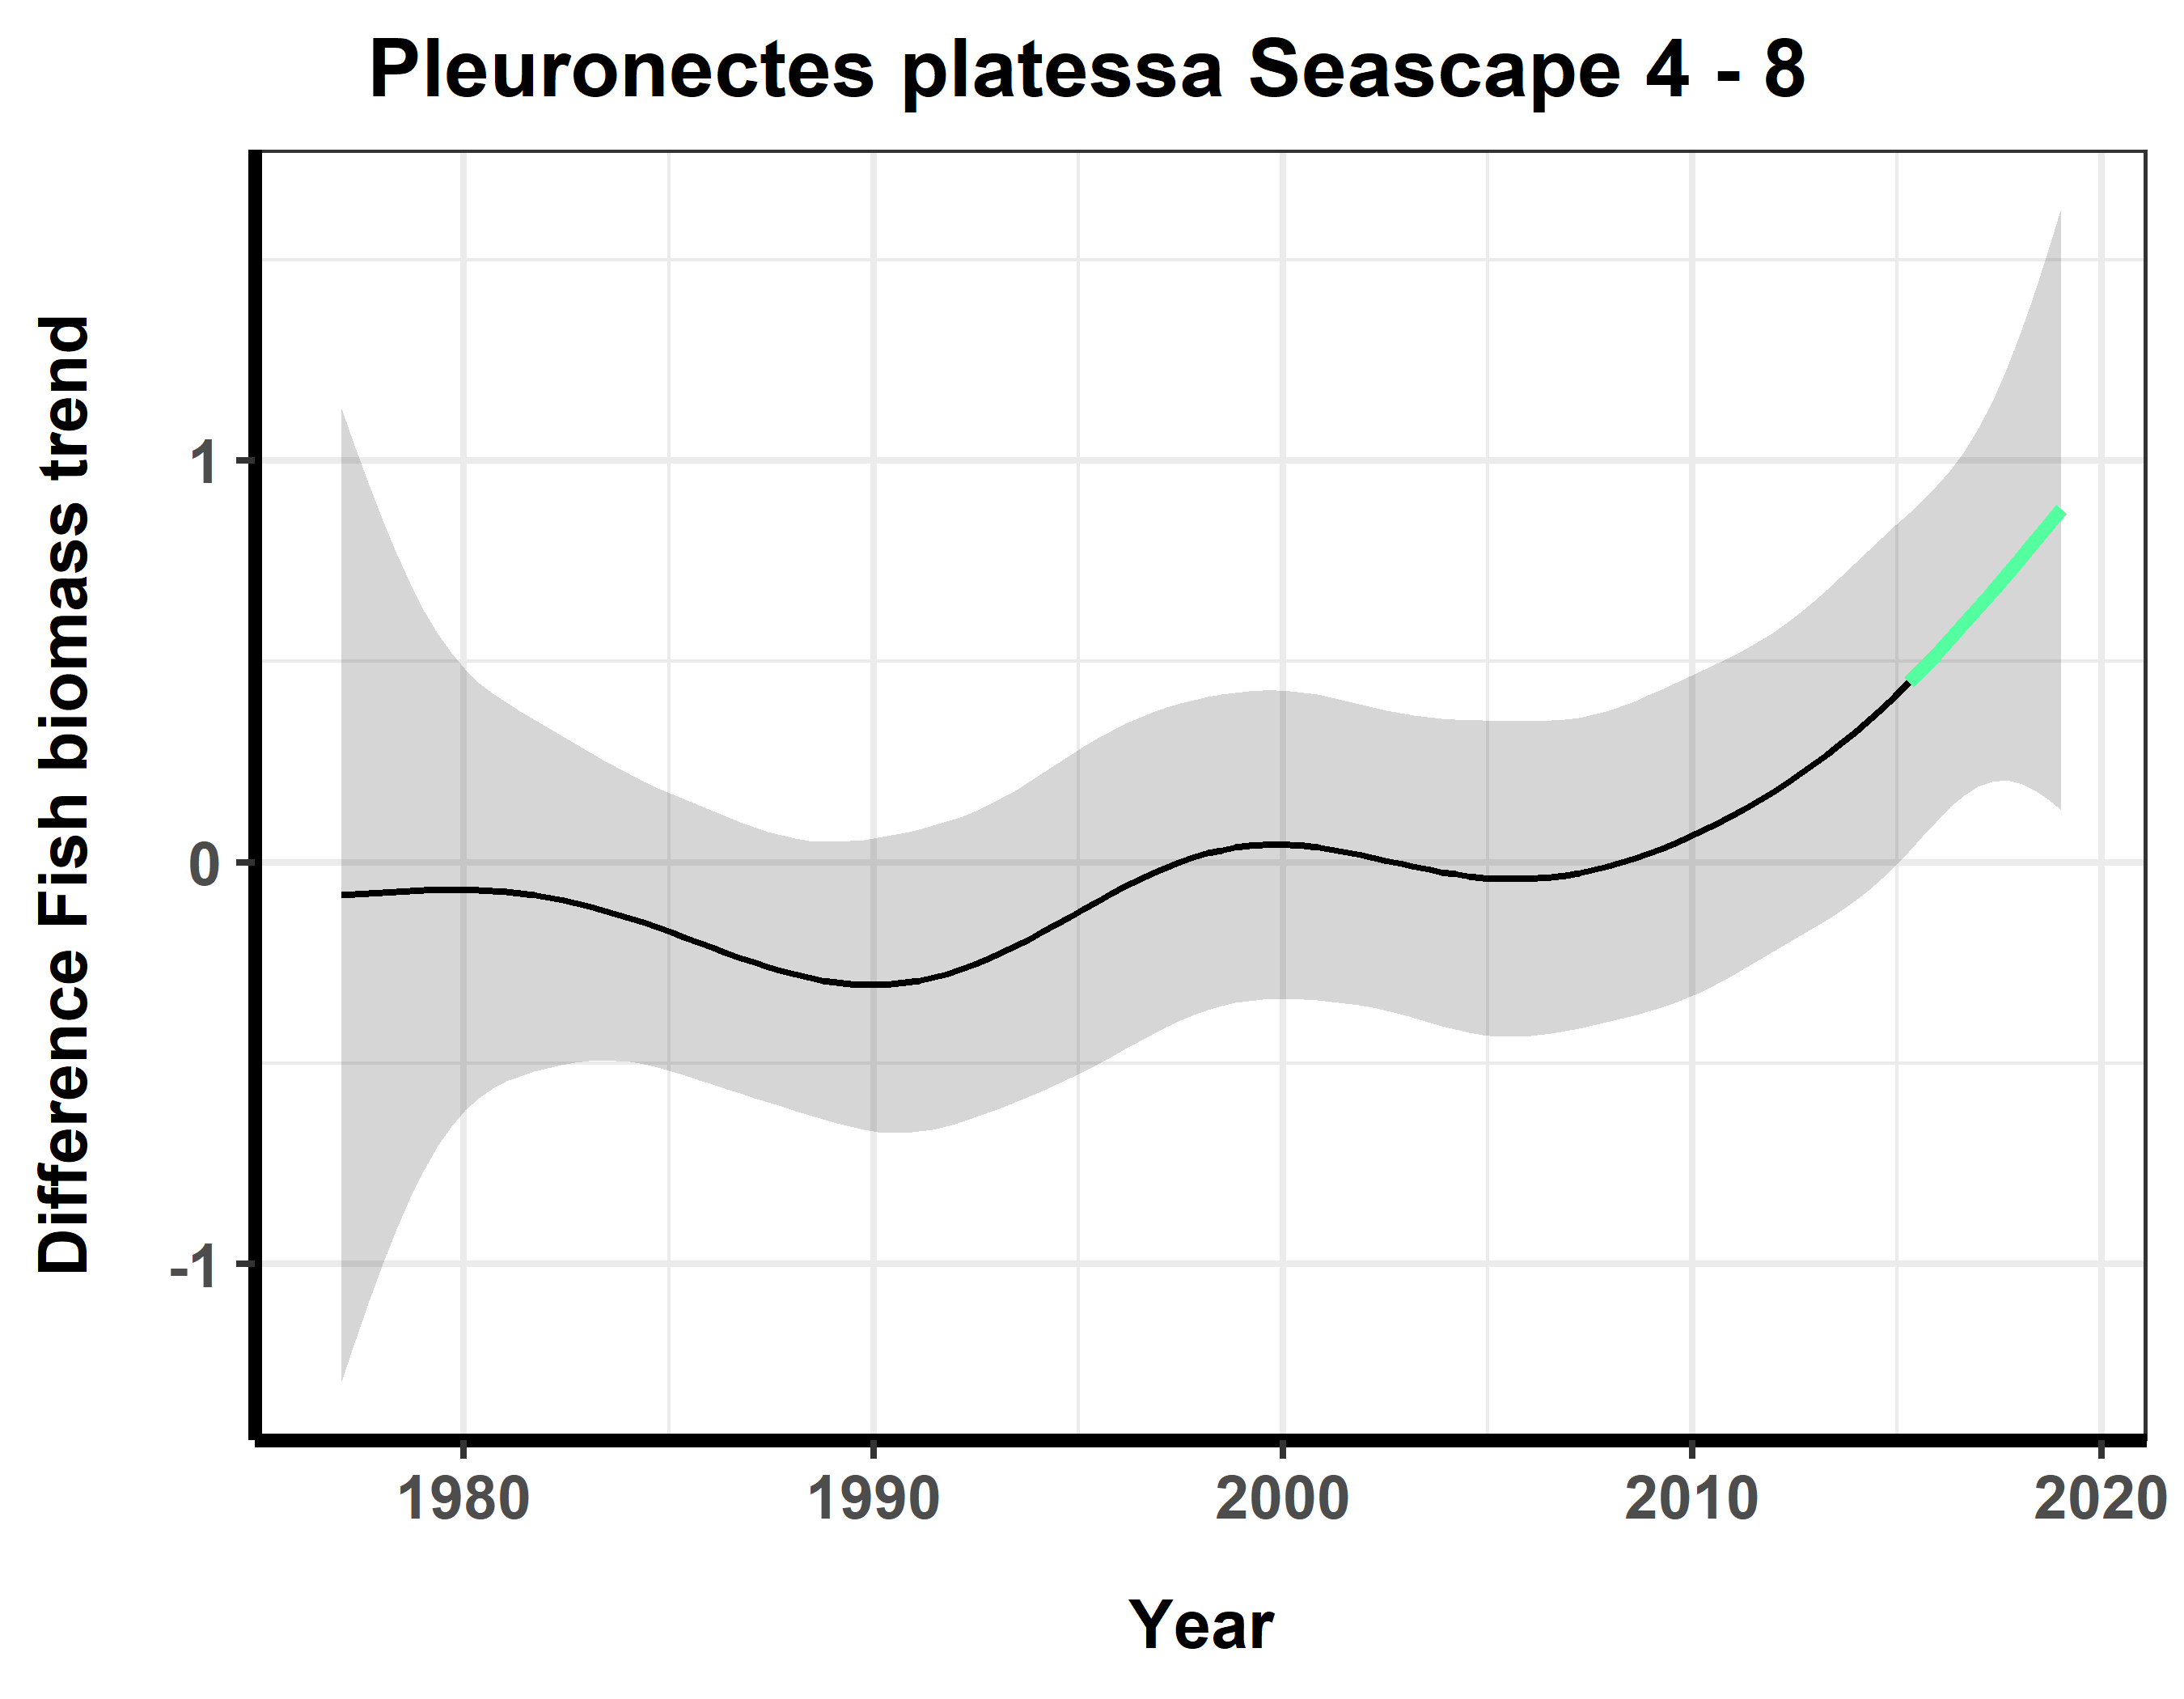 Pleuronectes platessa Seascape 4 - 8
Difference Fish biomass trend
1
0
-1
1980
1990
2000
2010
2020
Year